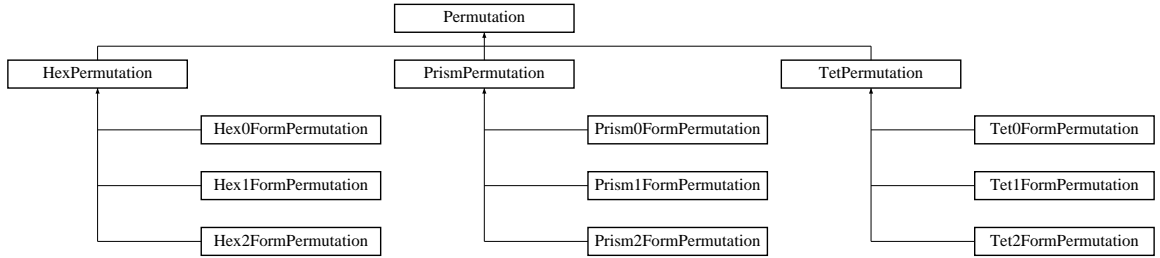 Permutation
HexPermutation
PrismPermutation
TetPermutation
Hex0FormPermutation
Prism0FormPermutation
Tet0FormPermutation
Hex1FormPermutation
Prism1FormPermutation
Tet1FormPermutation
Hex2FormPermutation
Prism2FormPermutation
Tet2FormPermutation